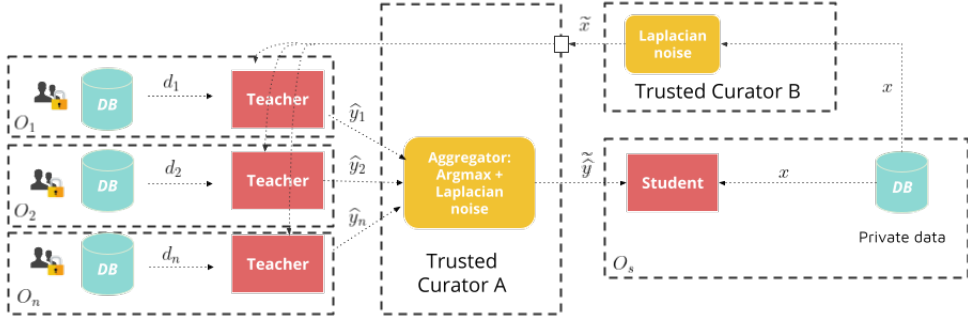 x̃
Laplacian
noise
Trusted Curator B
x
DB
d₁
Teacher
O₁
ŷ₁
DB
d₂
Teacher
O₂
ŷ₂
DB
dₙ
Teacher
Oₙ
ŷₙ
Aggregator:
Argmax +
Laplacian
noise
Trusted
Curator A
ŷ̃
Student
x
DB
Private data
Oₛ